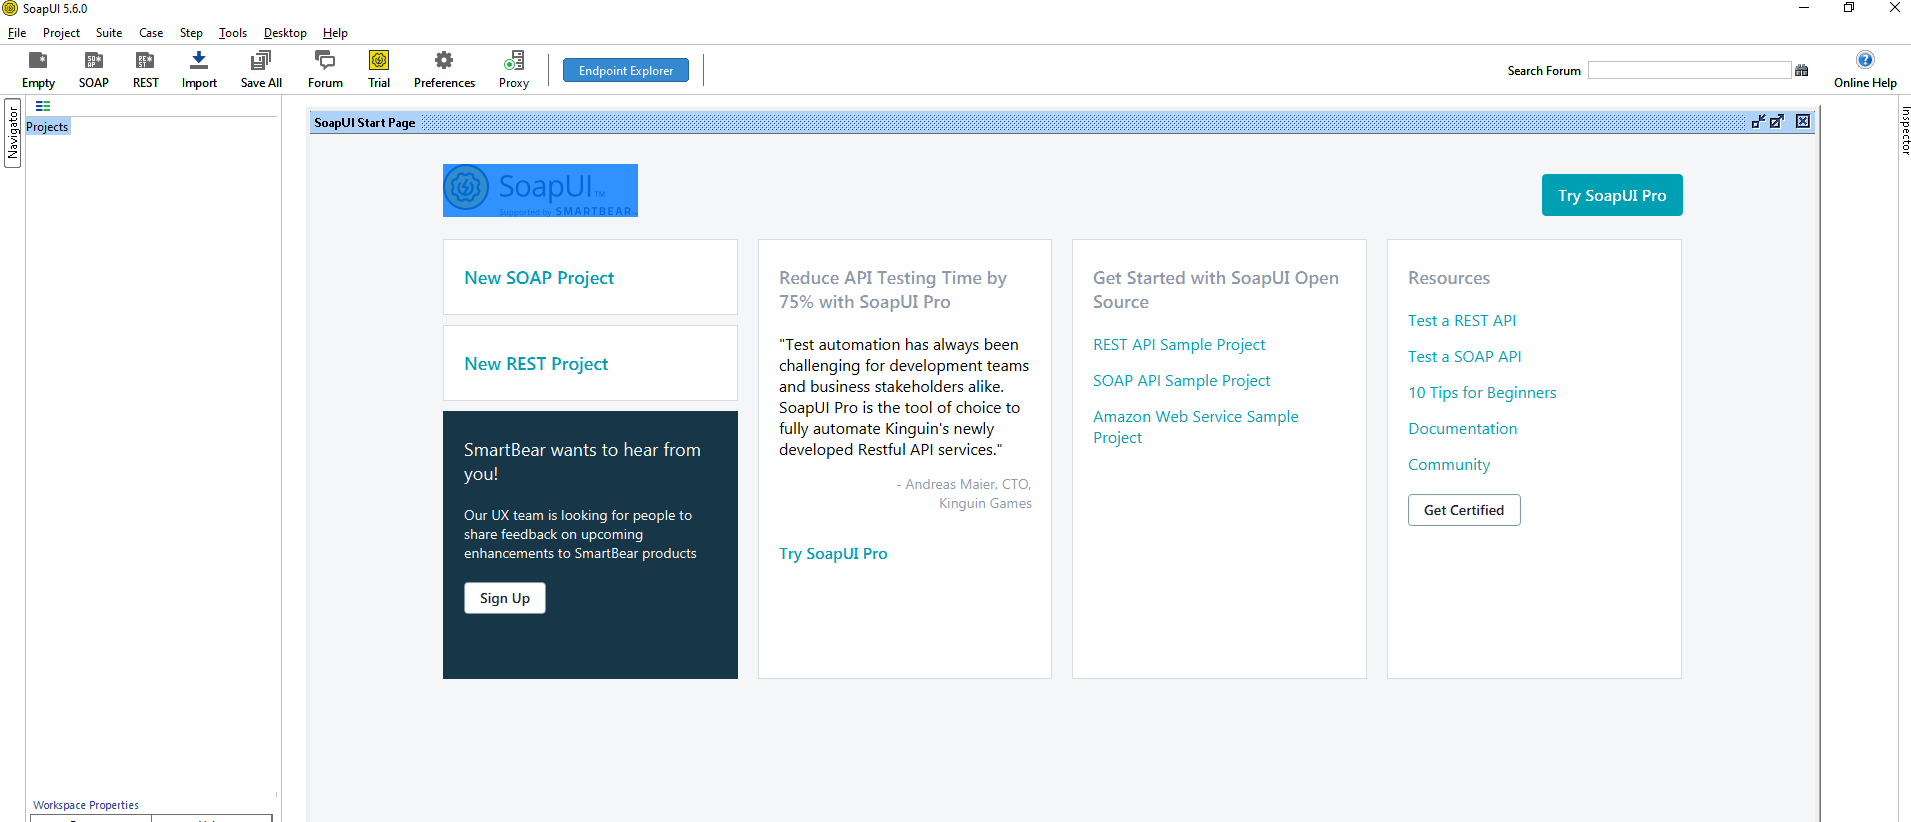 SoapUI 5.6.0
File Project Suite Case Step Tools Desktop Help
Empty SOAP REST Import Save All Forum Trial Preferences Proxy Endpoint Explorer Search Forum Online Help
Navigator
Projects
Inspector
SoapUI Start Page
SoapUI™
Supported by SMARTBEAR
Try SoapUI Pro
New SOAP Project
New REST Project
SmartBear wants to hear from
you!
Our UX team is looking for people to
share feedback on upcoming
enhancements to SmartBear products
Sign Up
Reduce API Testing Time by
75% with SoapUI Pro
"Test automation has always been
challenging for development teams
and business stakeholders alike.
SoapUI Pro is the tool of choice to
fully automate Kinguin's newly
developed Restful API services."
- Andreas Maier, CTO,
Kinguin Games
Try SoapUI Pro
Get Started with SoapUI Open
Source
REST API Sample Project
SOAP API Sample Project
Amazon Web Service Sample
Project
Resources
Test a REST API
Test a SOAP API
10 Tips for Beginners
Documentation
Community
Get Certified
Workspace Properties